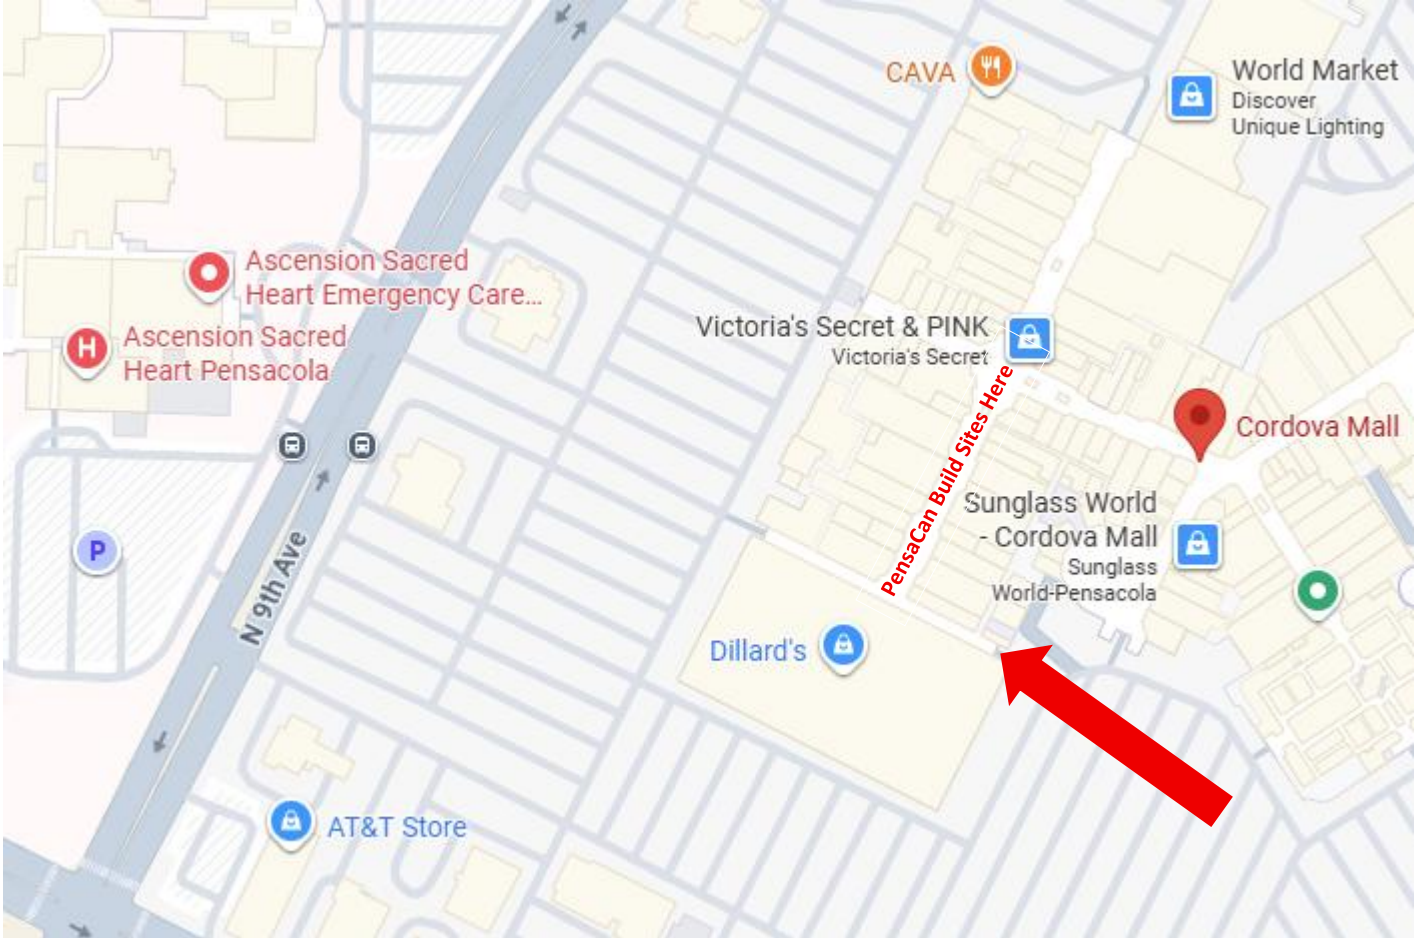 CAVA
World Market
Discover
Unique Lighting
Ascension Sacred
Heart Emergency Care...
Ascension Sacred
Heart Pensacola
H
Victoria's Secret & PINK
Victoria's Secret
PensaCan Build Sites Here
Cordova Mall
Sunglass World
- Cordova Mall
Sunglass
World-Pensacola
P
N 9th Ave
Dillard's
AT&T Store